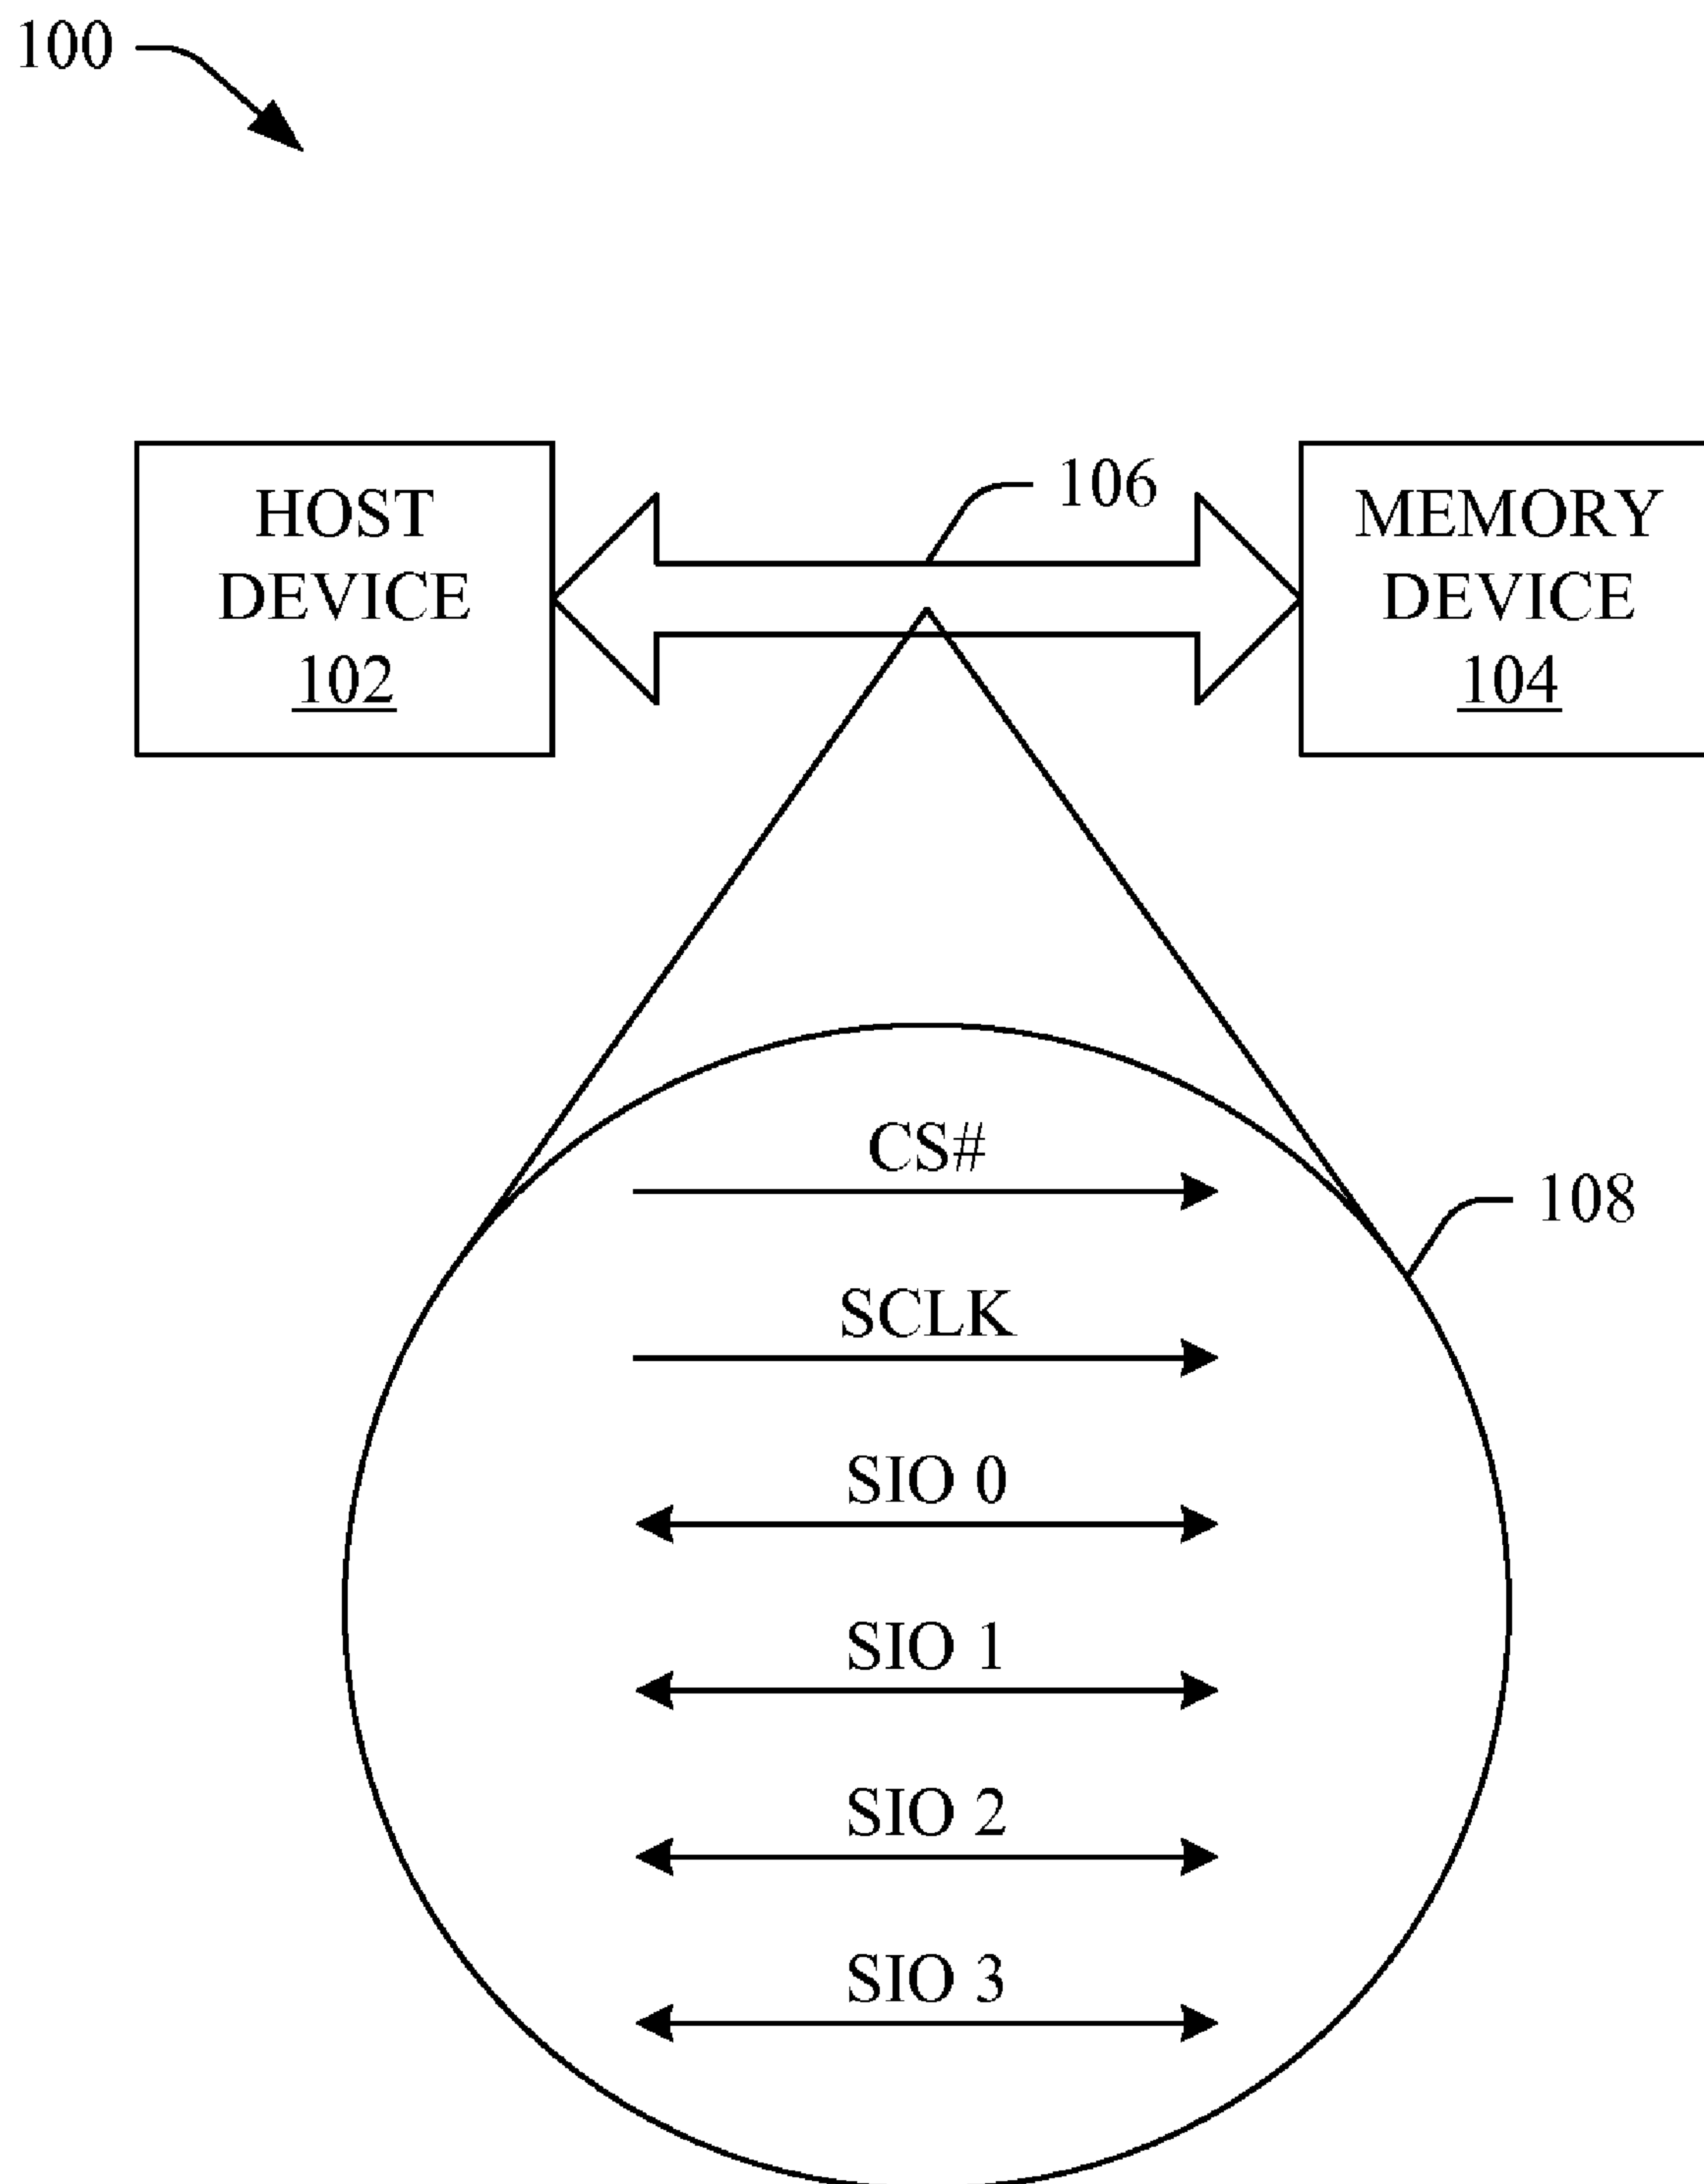 100
HOST
DEVICE
102
106
MEMORY
DEVICE
104
CS#
108
SCLK
SIO 0
SIO 1
SIO 2
SIO 3